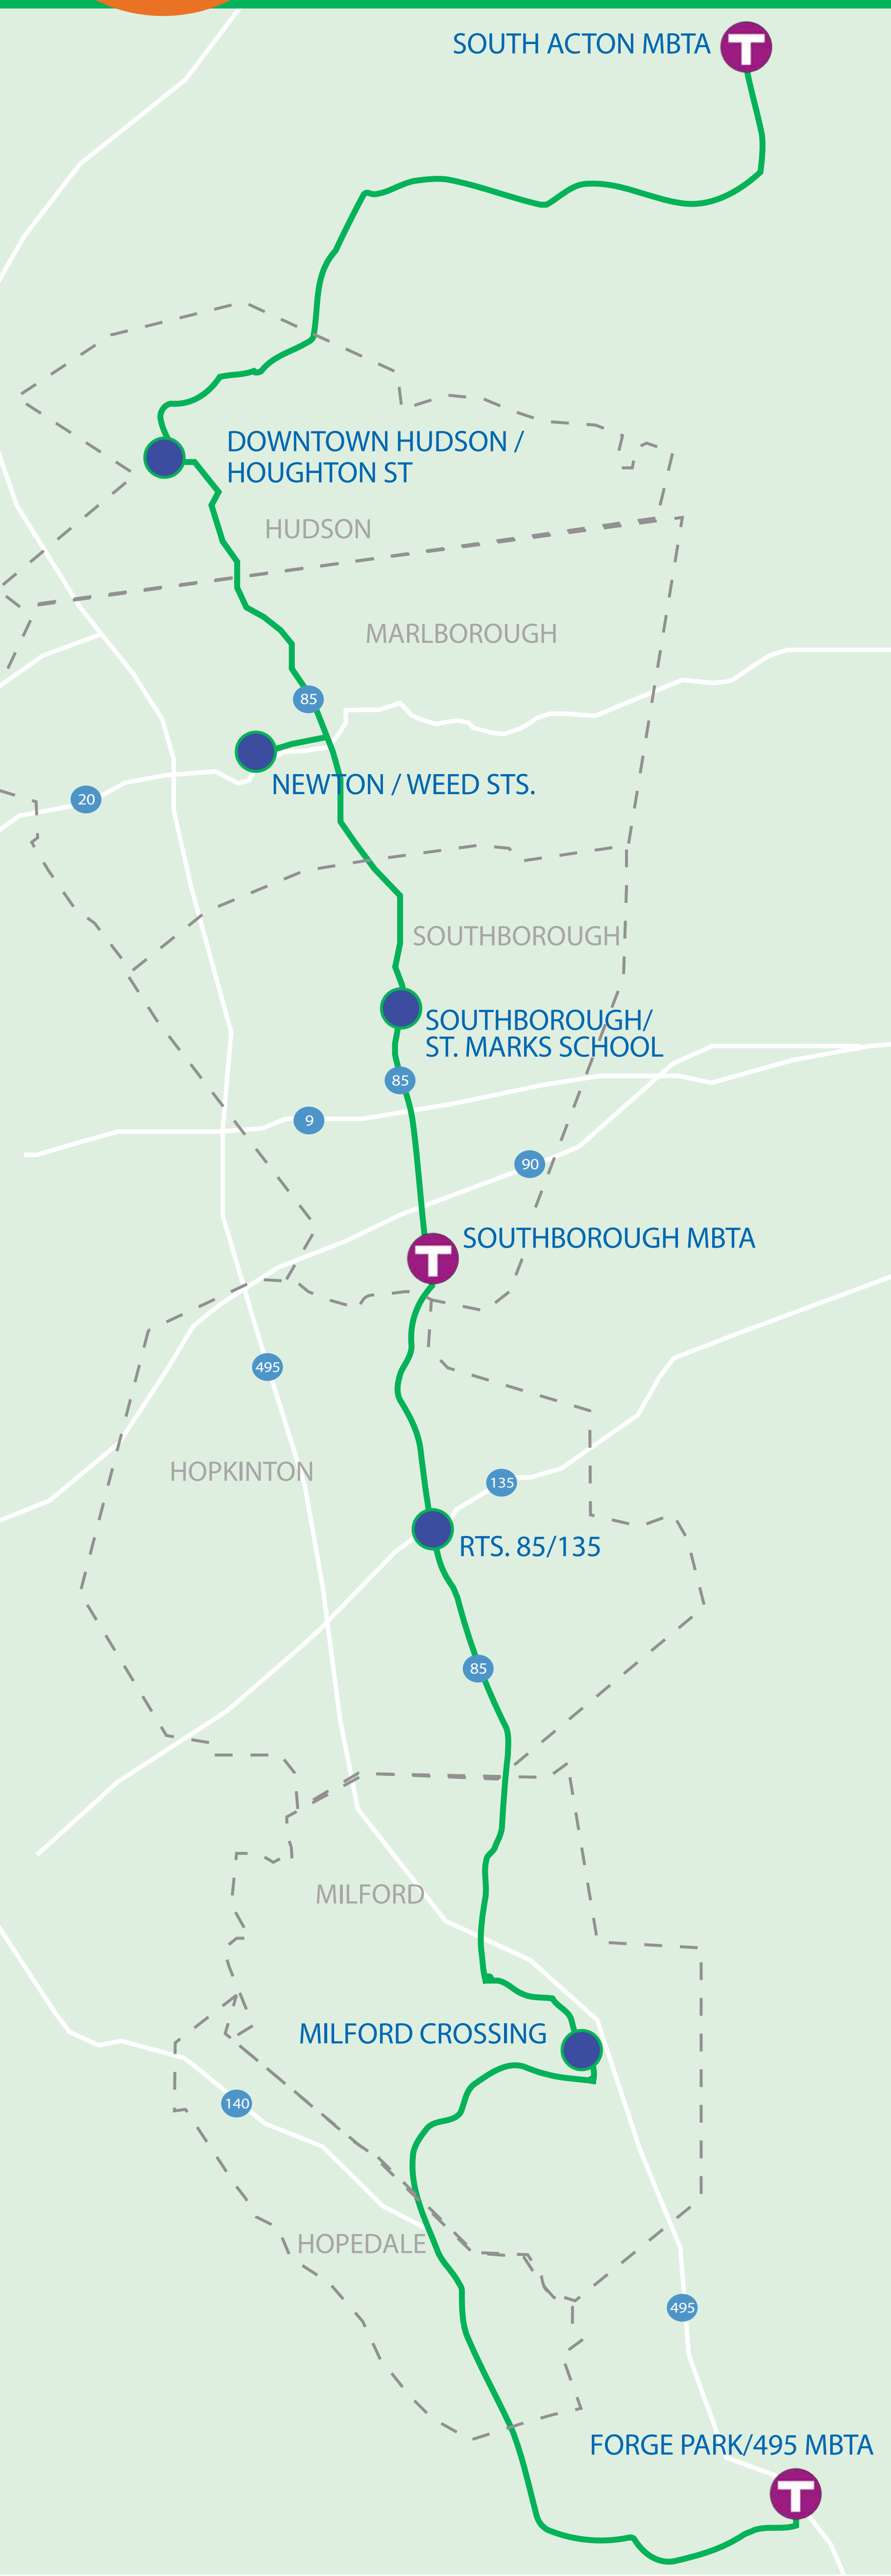 SOUTH ACTON MBTA
T
DOWNTOWN HUDSON /
HOUGHTON ST
HUDSON
MARLBOROUGH
85
NEWTON / WEED STS.
20
SOUTHBOROUGH
SOUTHBOROUGH/
ST. MARKS SCHOOL
85
9
90
SOUTHBOROUGH MBTA
T
495
HOPKINTON
135
RTS. 85/135
85
MILFORD
MILFORD CROSSING
140
HOPEDALE
495
FORGE PARK/495 MBTA
T